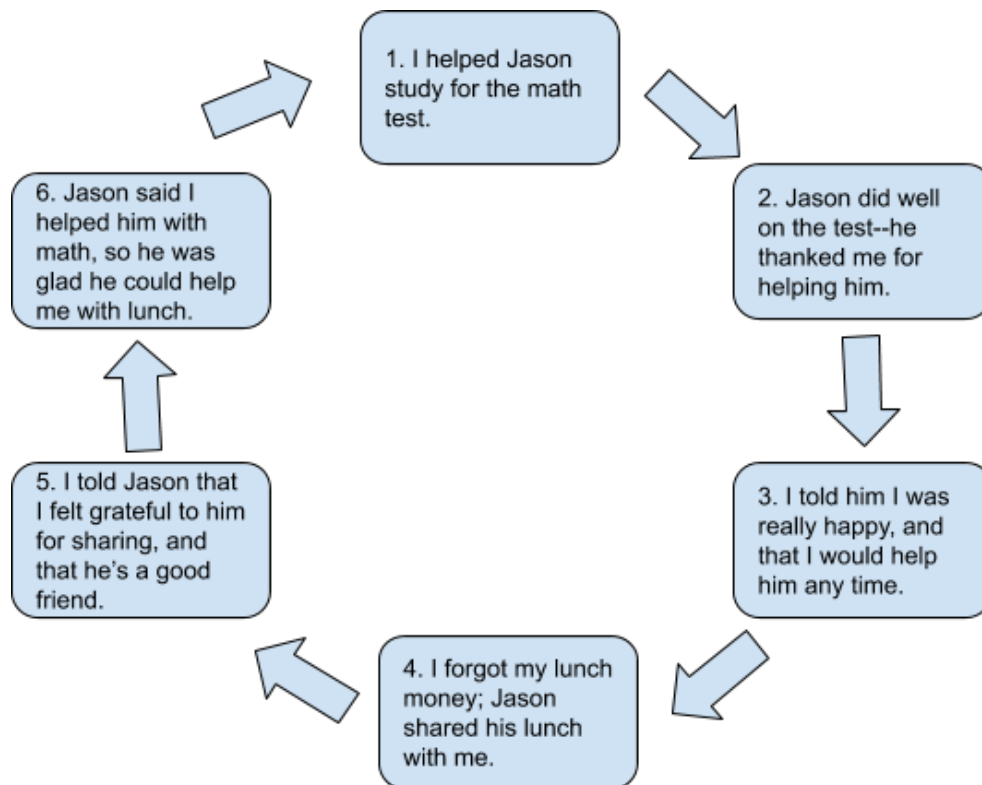 1. I helped Jason
study for the math
test.
2. Jason did well
on the test--he
thanked me for
helping him.
3. I told him I was
really happy, and
that I would help
him any time.
4. I forgot my lunch
money; Jason
shared his lunch
with me.
5. I told Jason that
I felt grateful to him
for sharing, and
that he’s a good
friend.
6. Jason said I
helped him with
math, so he was
glad he could help
me with lunch.